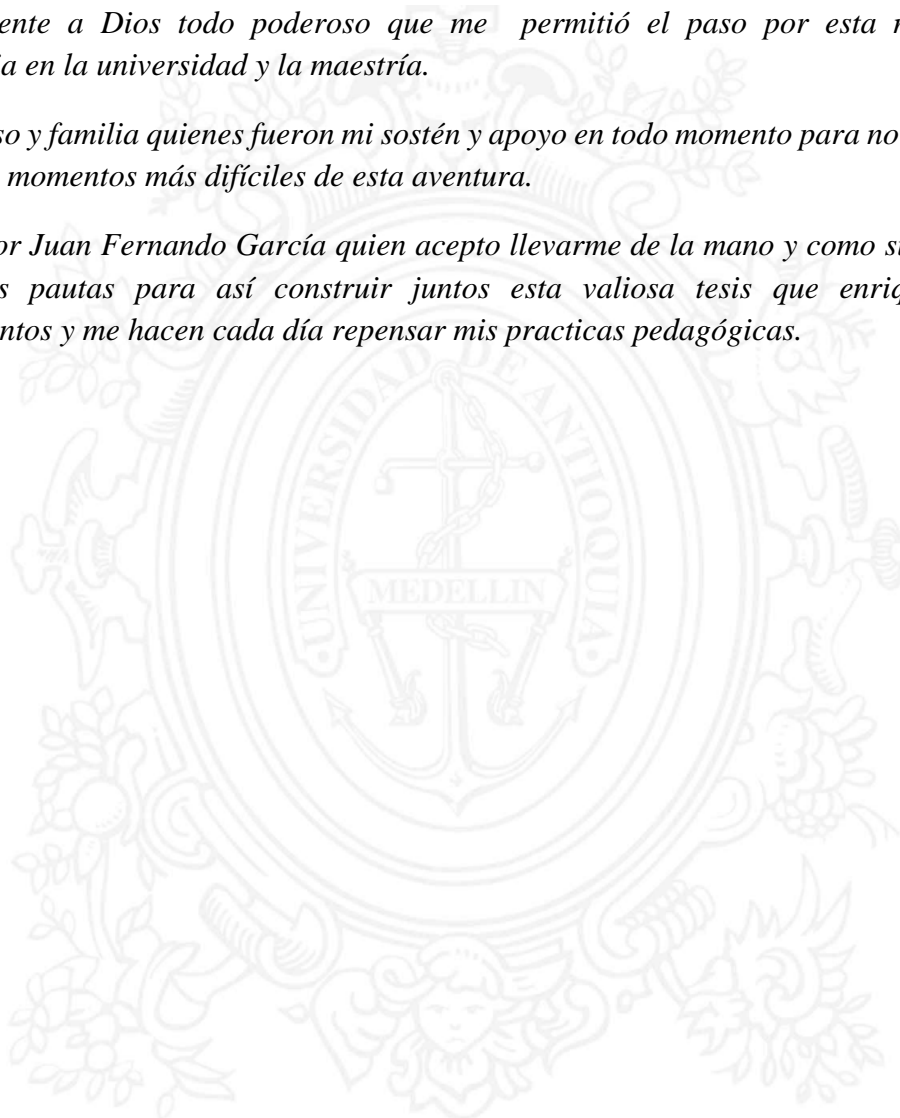 ente a Dios todo poderoso que me permitió el paso por esta
a en la universidad y la maestría.
so y familia quienes fueron mi sostén y apoyo en todo momento para no
momentos más difíciles de esta aventura.
or Juan Fernando García quien acepto llevarme de la mano y como
s pautas para así construir juntos esta valiosa tesis que
ntos y me hacen cada día repensar mis practicas pedagógicas.
UNIVERSIDAD DE ANTIOQUIA
MEDELLIN